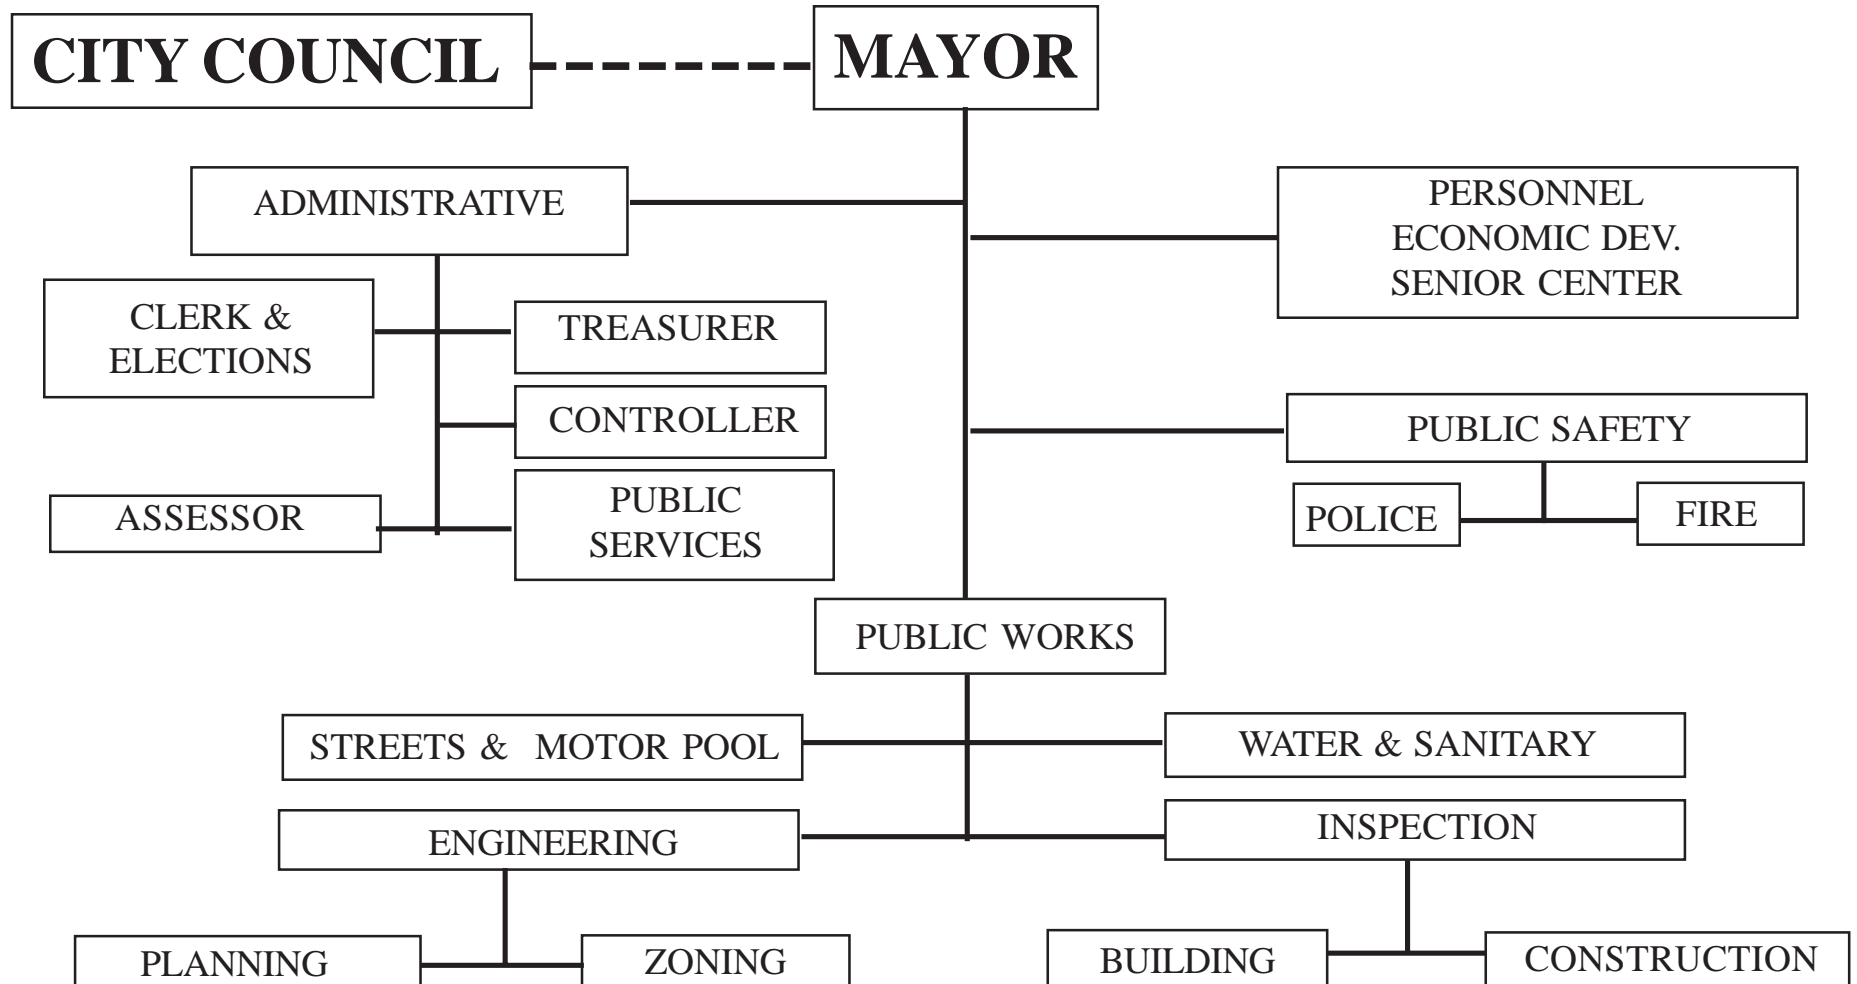 CITY COUNCIL
MAYOR
ADMINISTRATIVE
PERSONNEL
ECONOMIC DEV.
SENIOR CENTER
CLERK &
ELECTIONS
TREASURER
CONTROLLER
PUBLIC SAFETY
ASSESSOR
PUBLIC
SERVICES
POLICE
FIRE
PUBLIC WORKS
STREETS & MOTOR POOL
WATER & SANITARY
ENGINEERING
INSPECTION
PLANNING
ZONING
BUILDING
CONSTRUCTION